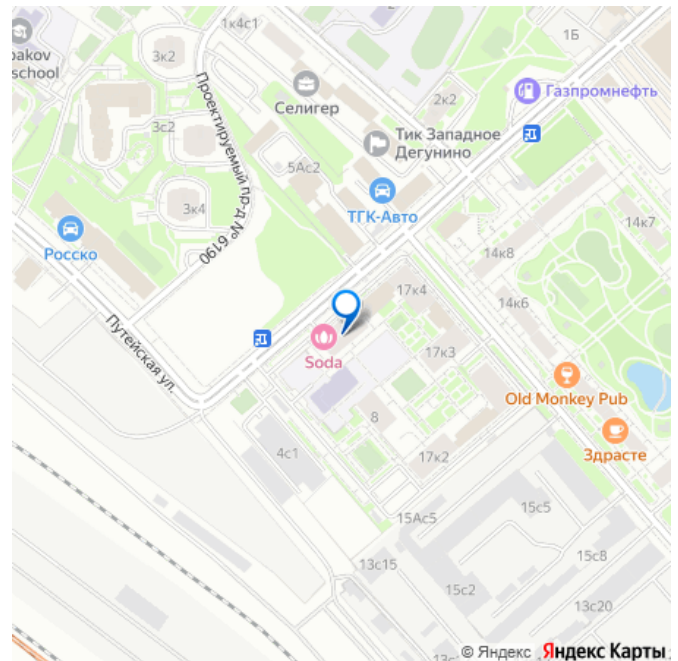 1к4с1
1Б
pakov
school
3к2
Проектируемый пр-д № 6190
Селигер
2к2
Газпромнефть
3с2
Тик Западное
Дегунино
5Ас2
3к4
ТГК-Авто
14к7
Росско
14к8
17к4
14к6
Путейская ул.
Soda
17к3
Old Monkey Pub
8
Здрасте
4с1
17к2
15с5
15Ас5
13с15
15с8
15с2
13с20
© Яндекс Яндекс Карты